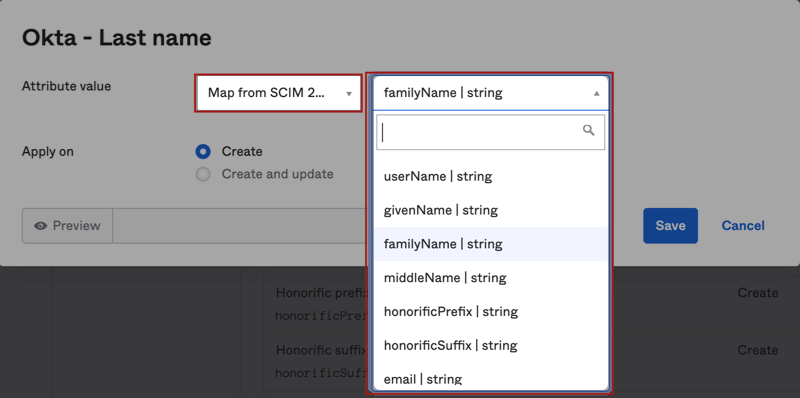 Okta - Last name
Attribute value
Map from SCIM 2...
familyName | string
Apply on
Create
Create and update
userName | string
givenName | string
familyName | string
middleName | string
honorificPrefix | string
honorificSuffix | string
email | string
Preview
Save
Cancel
Honorific prefix
Create
honorificPref
Honorific suffix
Create
honorificSuf